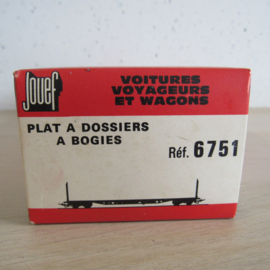 Jouef
VOITURES
VOYAGEURS
ET WAGONS
PLAT A DOSSIERS
A BOGIES
Réf. 6751